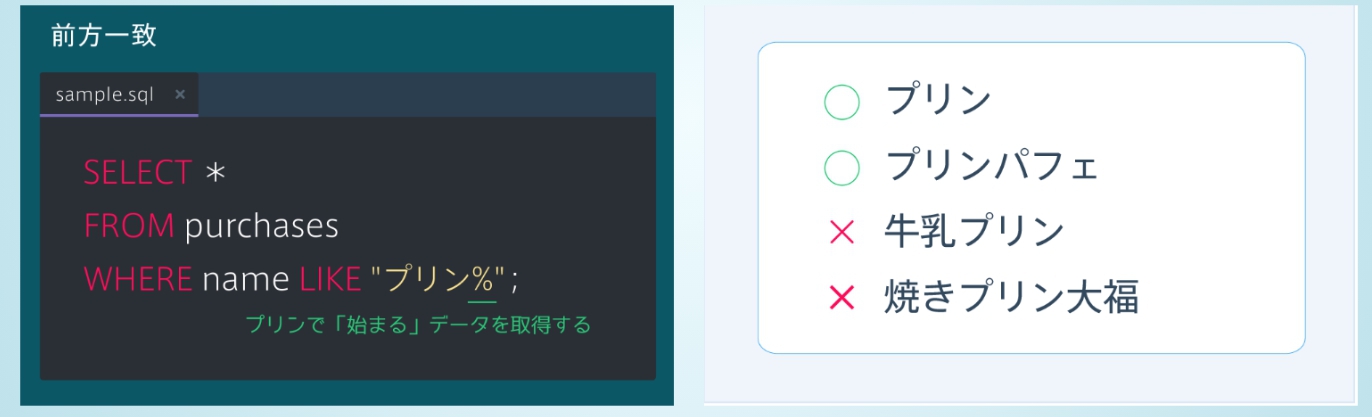 前方一致
sample.sql ×
SELECT *
FROM purchases
WHERE name LIKE "プリン%";
プリンで「始まる」データを取得する
○ プリン
○ プリンパフェ
× 牛乳プリン
× 焼きプリン大福